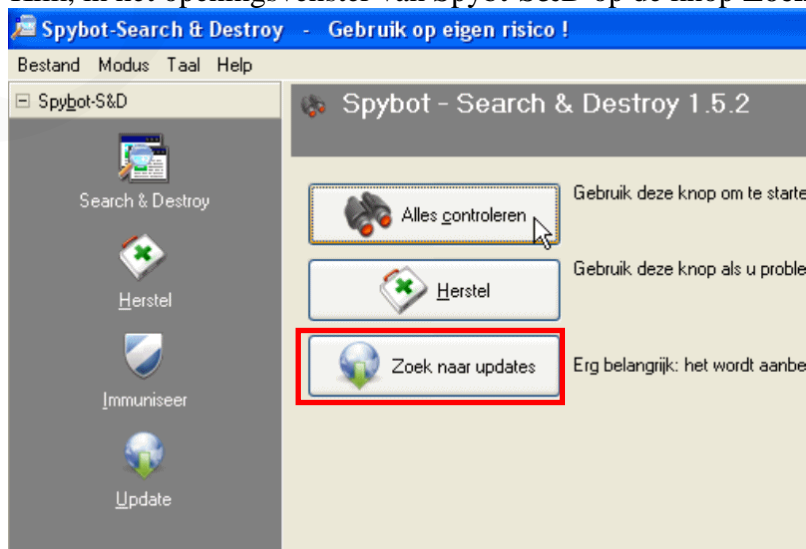 Spybot-Search & Destroy - Gebruik op eigen risico !
Bestand Modus Taal Help
Spybot-S&D
Spybot - Search & Destroy 1.5.2
Search & Destroy
Herstel
Immuniseer
Update
Alles controleren
Gebruik deze knop om te starte
Herstel
Gebruik deze knop als u proble
Zoek naar updates
Erg belangrijk: het wordt aanbe